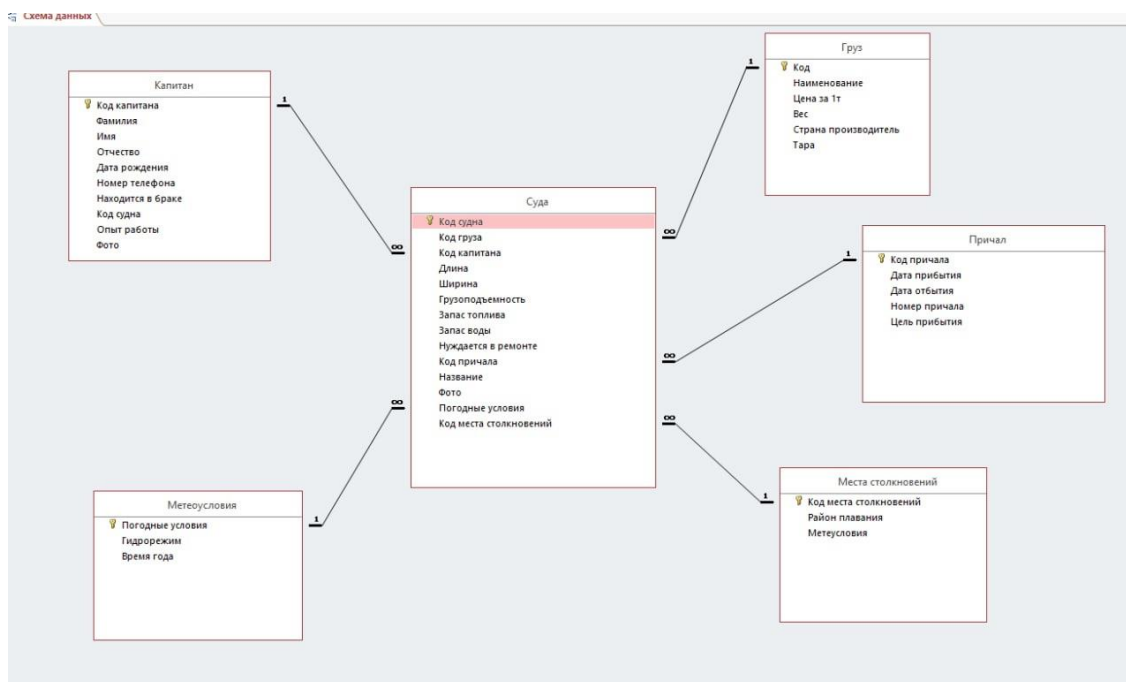 Схема данных
Капитан
Код капитана
Фамилия
Имя
Отчество
Дата рождения
Номер телефона
Находится в браке
Код судна
Опыт работы
Фото
1
∞
Груз
Код
Наименование
Цена за 1т
Вес
Страна производитель
Тара
1
∞
Суда
Код судна
Код груза
Код капитана
Длина
Ширина
Грузоподъемность
Запас топлива
Запас воды
Нуждается в ремонте
Код причала
Название
Фото
Погодные условия
Код места столкновений
Причал
Код причала
Дата прибытия
Дата отбытия
Номер причала
Цель прибытия
1
∞
Метеоусловия
Погодные условия
Гидрорежим
Время года
1
∞
Места столкновений
Код места столкновений
Район плавания
Метеусловия
1
∞